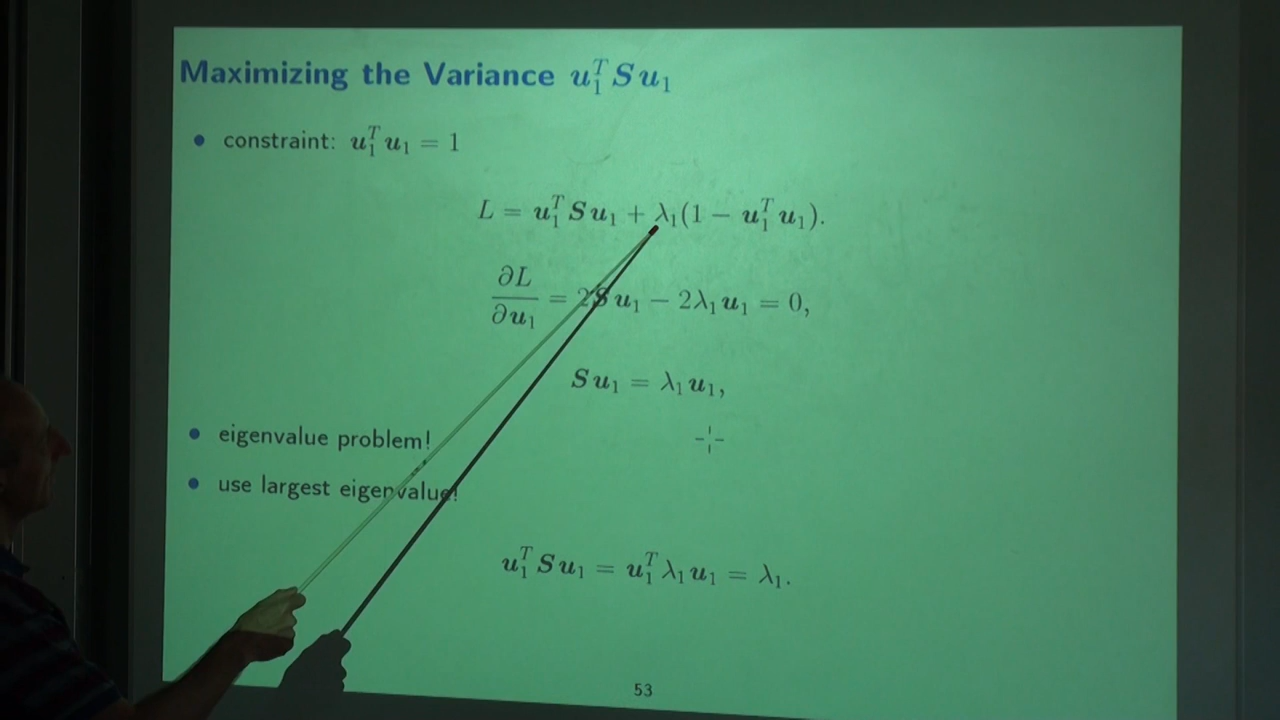 Maximizing the Variance u₁ᵀSu₁
• constraint: u₁ᵀu₁ = 1
L = u₁ᵀSu₁ + λ₁(1 − u₁ᵀu₁).
∂L/∂u₁ = 2Su₁ − 2λ₁u₁ = 0,
Su₁ = λ₁u₁,
• eigenvalue problem!
• use largest eigenvalue!
u₁ᵀSu₁ = u₁ᵀλ₁u₁ = λ₁.
53